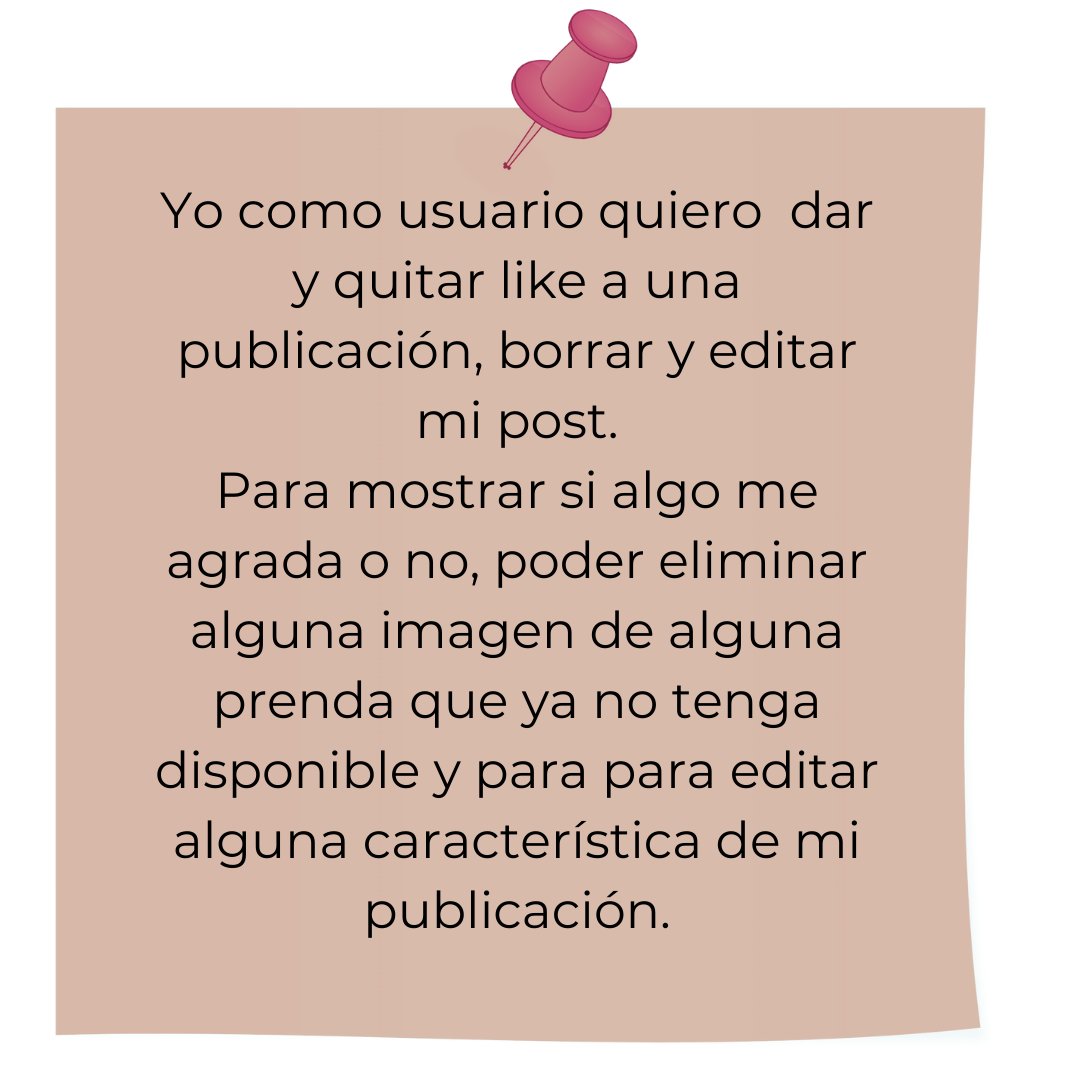 Yo como usuario quiero  dar
y quitar like a una
publicación, borrar y editar
mi post.
Para mostrar si algo me
agrada o no, poder eliminar
alguna imagen de alguna
prenda que ya no tenga
disponible y para para editar
alguna característica de mi
publicación.